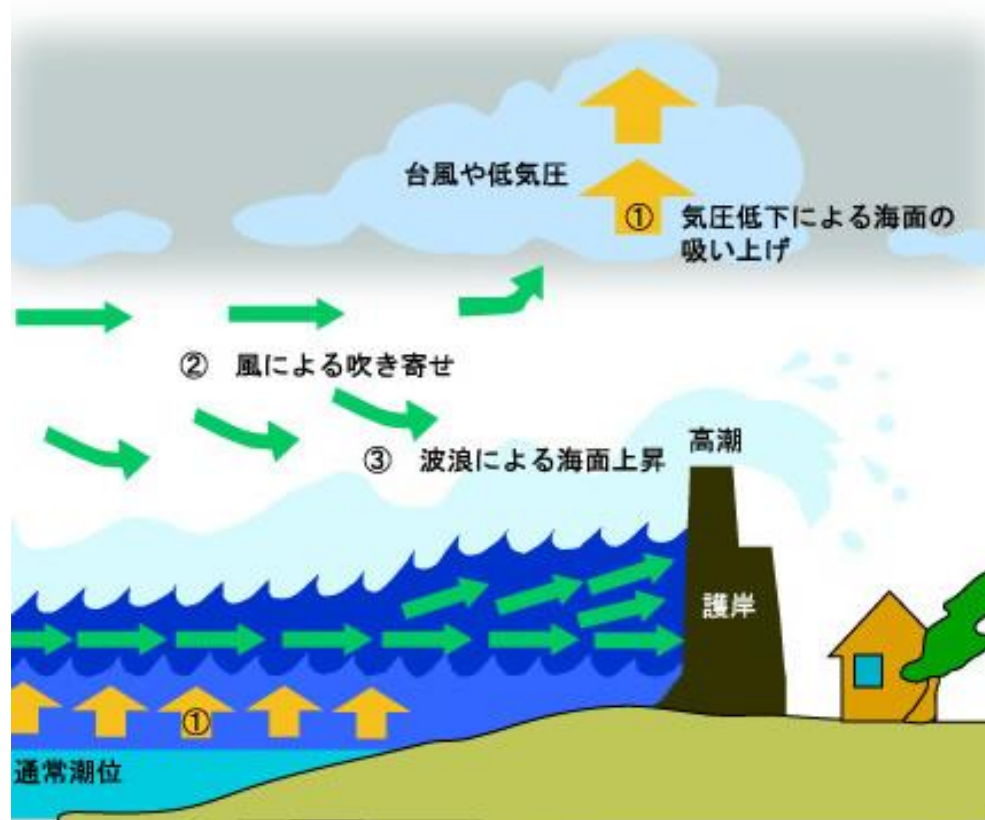 台風や低気圧
① 気圧低下による海面の
吸い上げ
② 風による吹き寄せ
③ 波浪による海面上昇
高潮
護岸
①
通常潮位